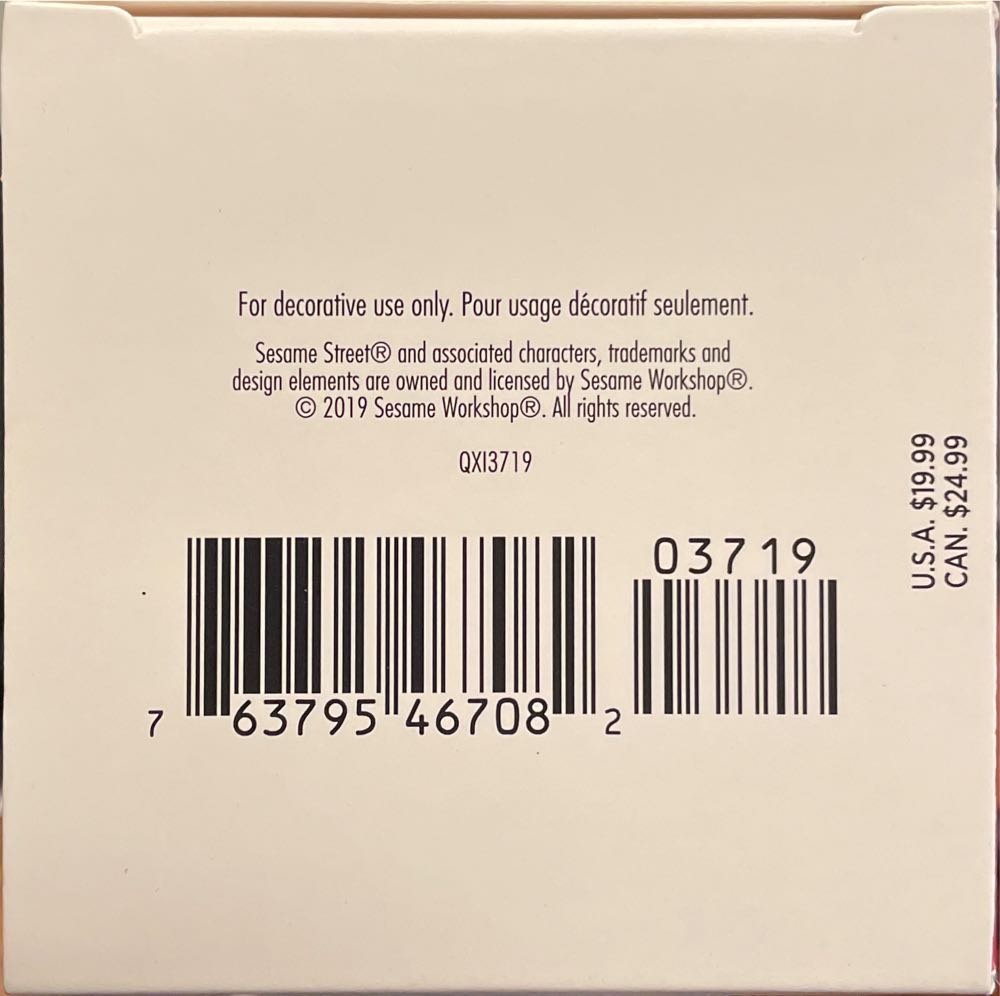 For decorative use only. Pour usage décoratif seulement.
Sesame Street® and associated characters, trademarks and
design elements are owned and licensed by Sesame Workshop®.
© 2019 Sesame Workshop®. All rights reserved.
QXI3719
U.S.A. $19.99
CAN. $24.99
03719
7 63795 46708 2